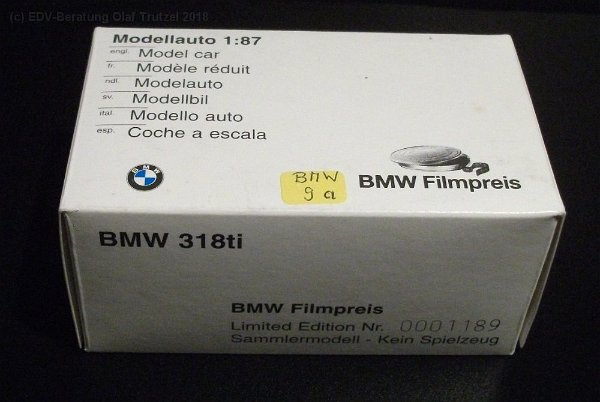 (c) EDV-Beratung Olaf Trutzel 2018
Modellauto 1:87
engl. Model car
fr. Modèle réduit
ndl. Modelauto
sv. Modellbil
ital. Modello auto
esp. Coche a escala
BMW
BMW
9a
BMW Filmpreis
BMW 318ti
BMW Filmpreis
Limited Edition Nr. 0001189
Sammlermodell - Kein Spielzeug